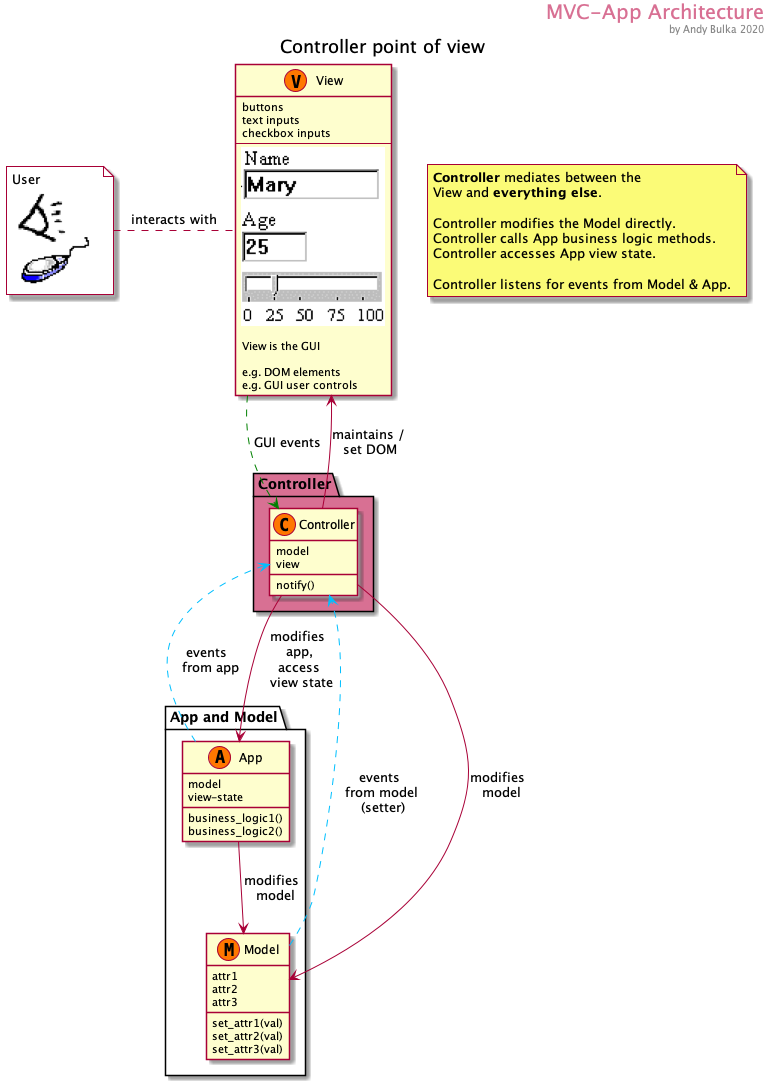 MVC-App Architecture
by Andy Bulka 2020
Controller point of view
V View
buttons
text inputs
checkbox inputs
Name
Mary
Age
25
0 25 50 75 100
View is the GUI
e.g. DOM elements
e.g. GUI user controls
User
interacts with
Controller mediates between the
View and everything else.
Controller modifies the Model directly.
Controller calls App business logic methods.
Controller accesses App view state.
Controller listens for events from Model & App.
GUI events
maintains /
set DOM
Controller
C Controller
model
view
notify()
events
from app
modifies
app,
access
view state
App and Model
A App
model
view-state
business_logic1()
business_logic2()
events
from model
(setter)
modifies
model
modifies
model
M Model
attr1
attr2
attr3
set_attr1(val)
set_attr2(val)
set_attr3(val)